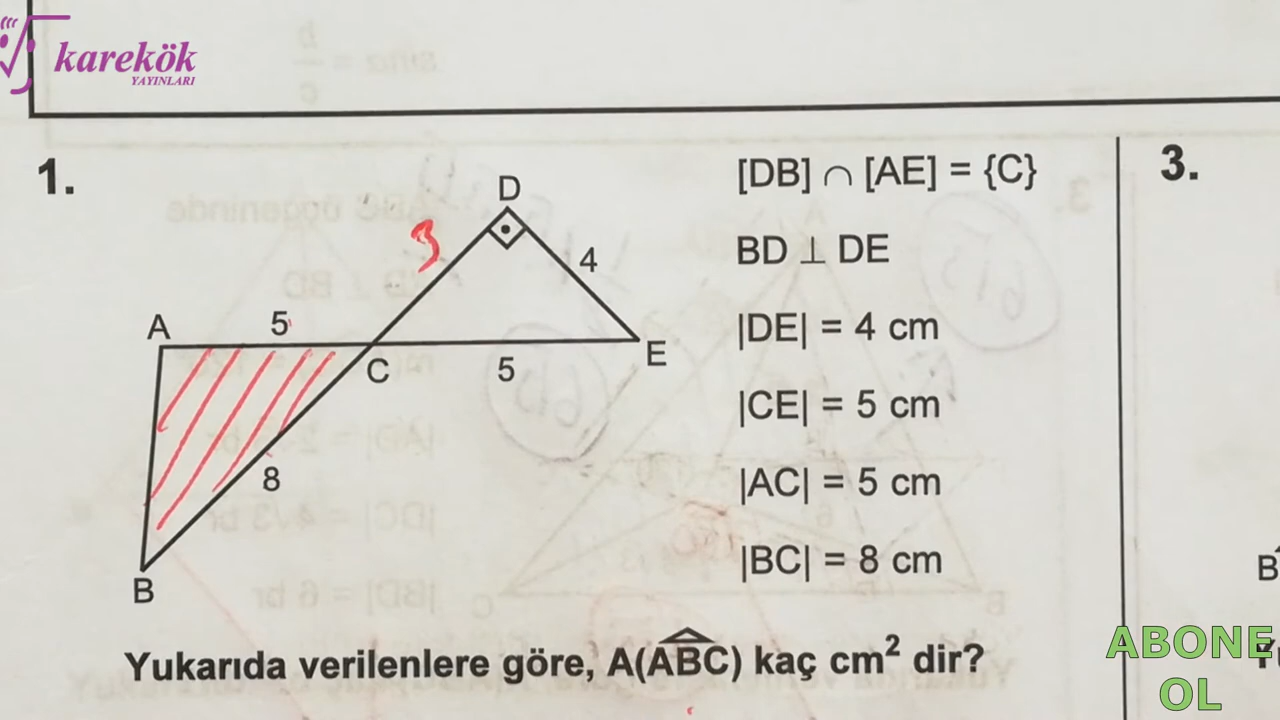 karekök
YAYINLARI
1.
D
3
4
A
5
C
5
E
8
B
[DB] ∩ [AE] = {C}
BD ⊥ DE
|DE| = 4 cm
|CE| = 5 cm
|AC| = 5 cm
|BC| = 8 cm
Yukarıda verilenlere göre, A(ABC) kaç cm² dir?
3.
B
ABONE
OL